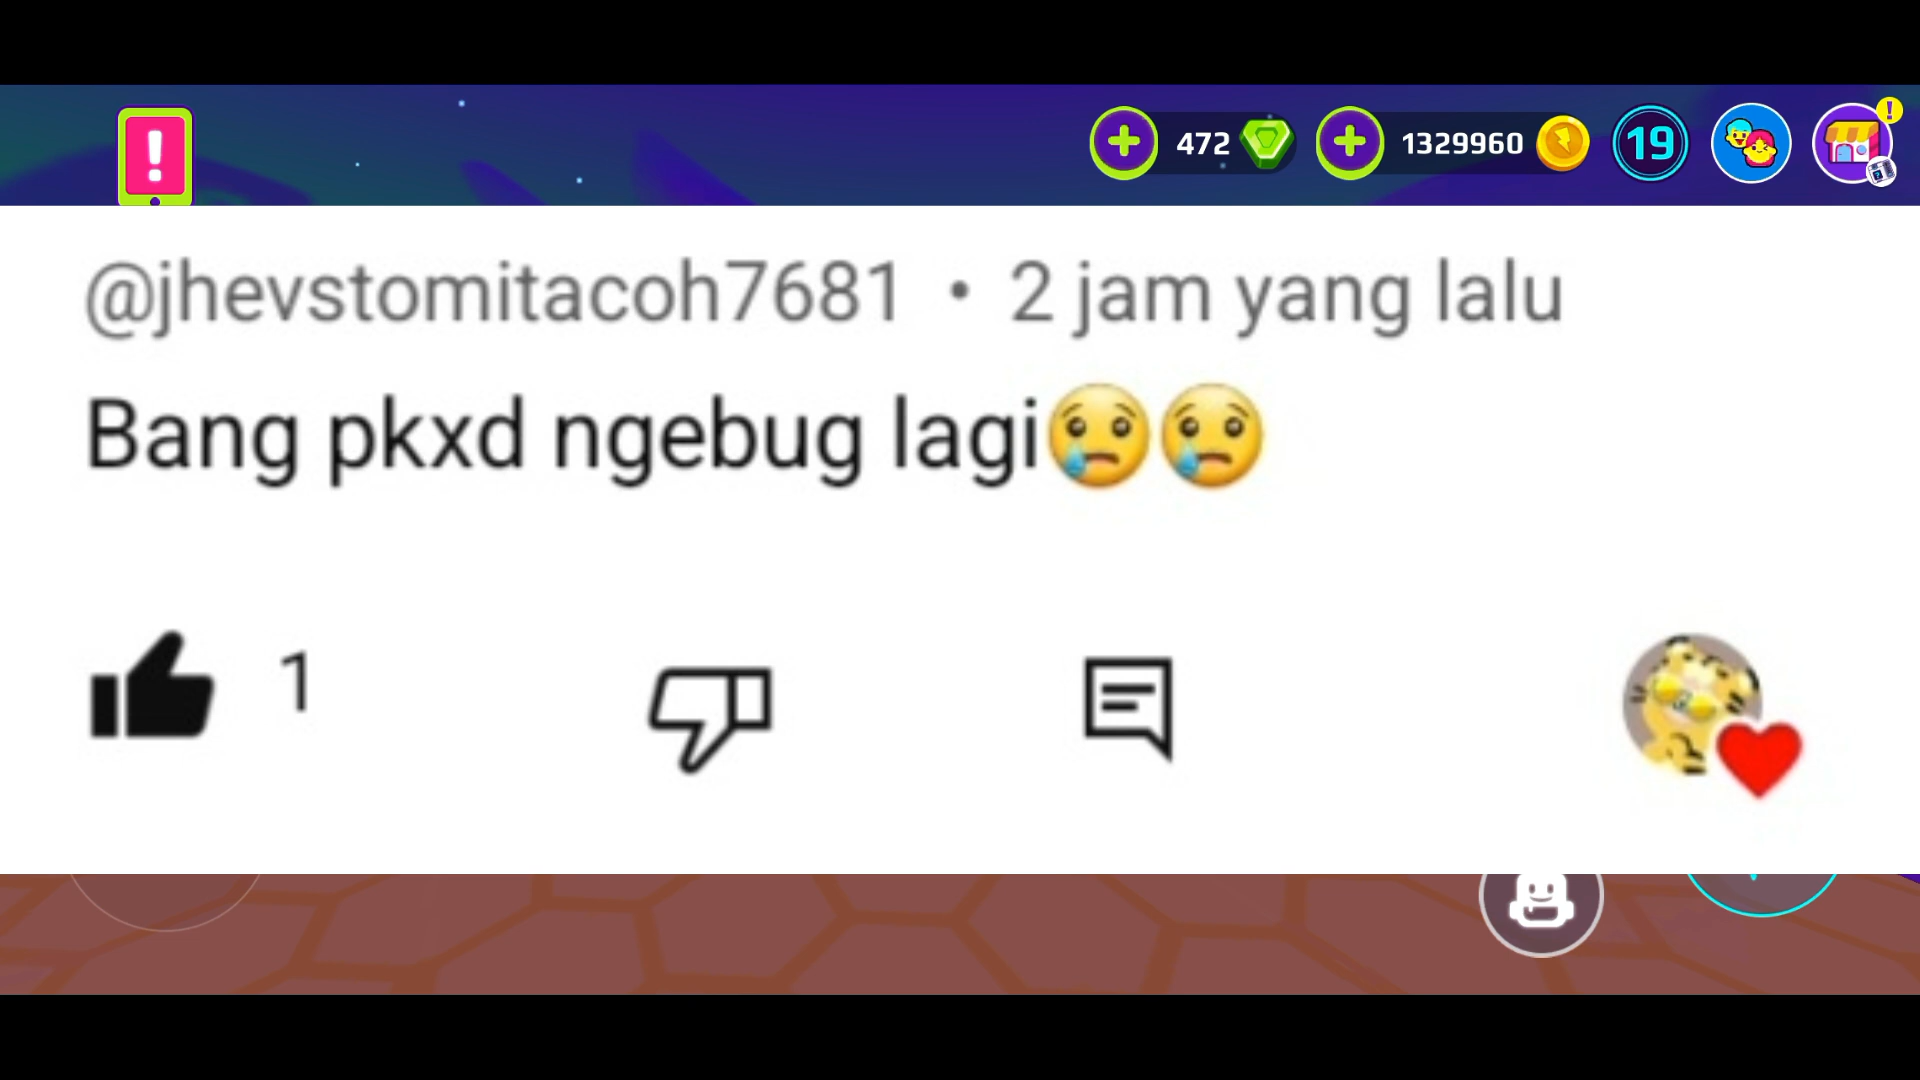 472
1329960
19
@jhevstomitacoh7681 • 2 jam yang lalu
Bang pkxd ngebug lagi😢😢
1